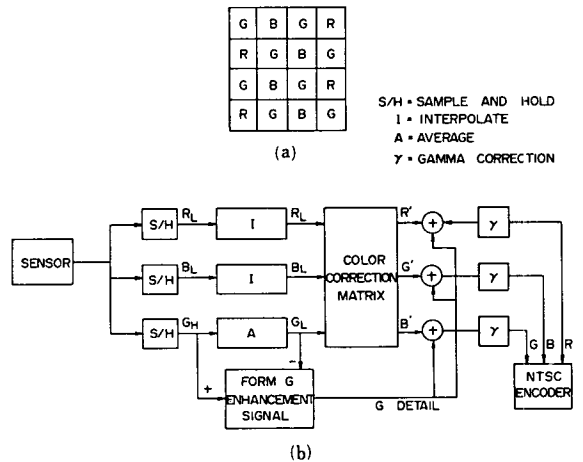 G B G R
R G B G
G B G R
R G B G
(a)
S/H = SAMPLE AND HOLD
I = INTERPOLATE
A = AVERAGE
γ = GAMMA CORRECTION
SENSOR
S/H R_L I R_L
S/H B_L I B_L
S/H G_H A G_L
COLOR
CORRECTION
MATRIX
R' + γ
G' + γ
B' + γ
+
−
FORM G
ENHANCEMENT
SIGNAL
G DETAIL
G B R
NTSC
ENCODER
(b)